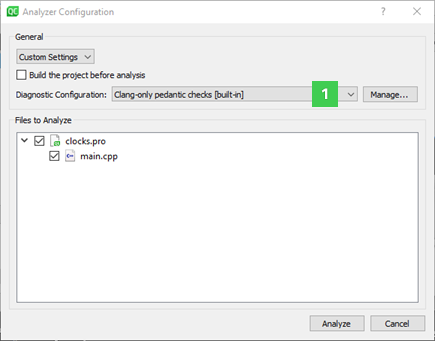 QC Analyzer Configuration ? ×
General
Custom Settings
Build the project before analysis
Diagnostic Configuration: Clang-only pedantic checks [built-in] 1 Manage...
Files to Analyze
clocks.pro
c++ main.cpp
Analyze Cancel